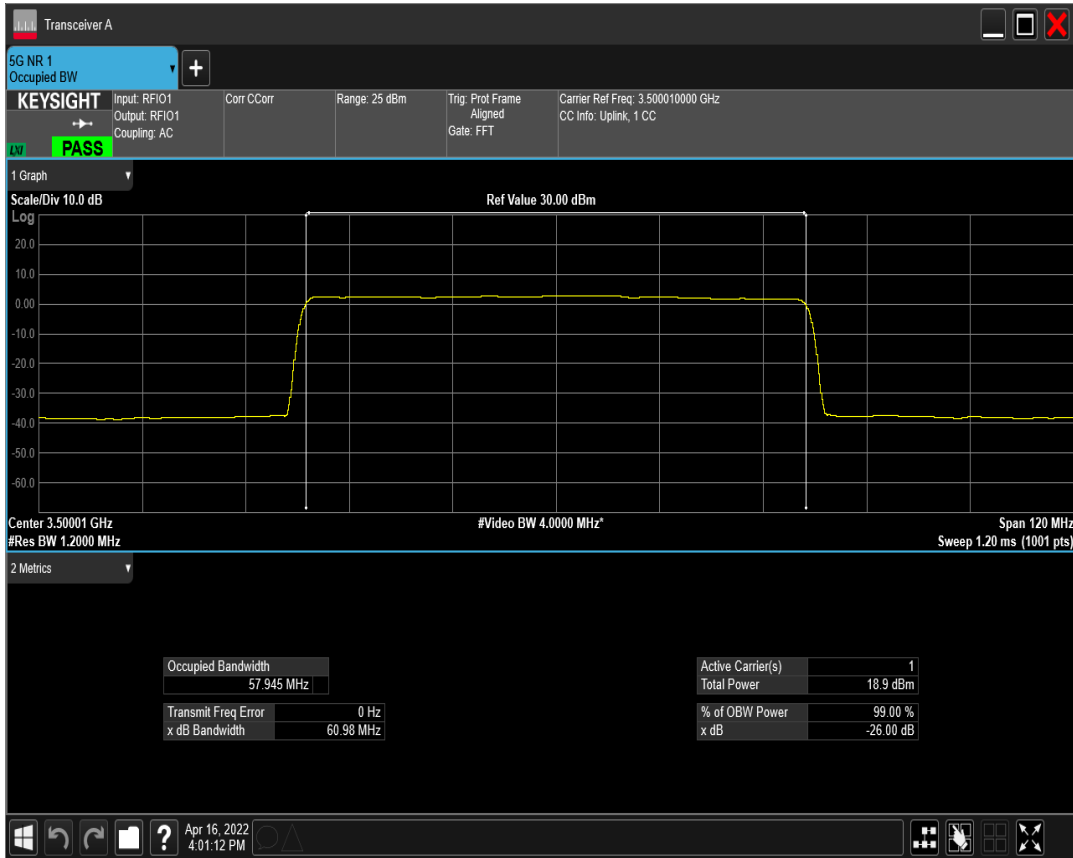 Transceiver A
5G NR 1
Occupied BW
KEYSIGHT
LXI
PASS
Input: RFIO1
Output: RFIO1
Coupling: AC
Corr CCorr
Range: 25 dBm
Trig: Prot Frame
Aligned
Gate: FFT
Carrier Ref Freq: 3.500010000 GHz
CC Info: Uplink, 1 CC
1 Graph
Scale/Div 10.0 dB
Ref Value 30.00 dBm
Log
20.0
10.0
0.00
-10.0
-20.0
-30.0
-40.0
-50.0
-60.0
Center 3.50001 GHz
#Video BW 4.0000 MHz*
Span 120 MHz
#Res BW 1.2000 MHz
Sweep 1.20 ms (1001 pts)
2 Metrics
Occupied Bandwidth
57.945 MHz
Transmit Freq Error 0 Hz
x dB Bandwidth 60.98 MHz
Active Carrier(s) 1
Total Power 18.9 dBm
% of OBW Power 99.00 %
x dB -26.00 dB
?
Apr 16, 2022
4:01:12 PM